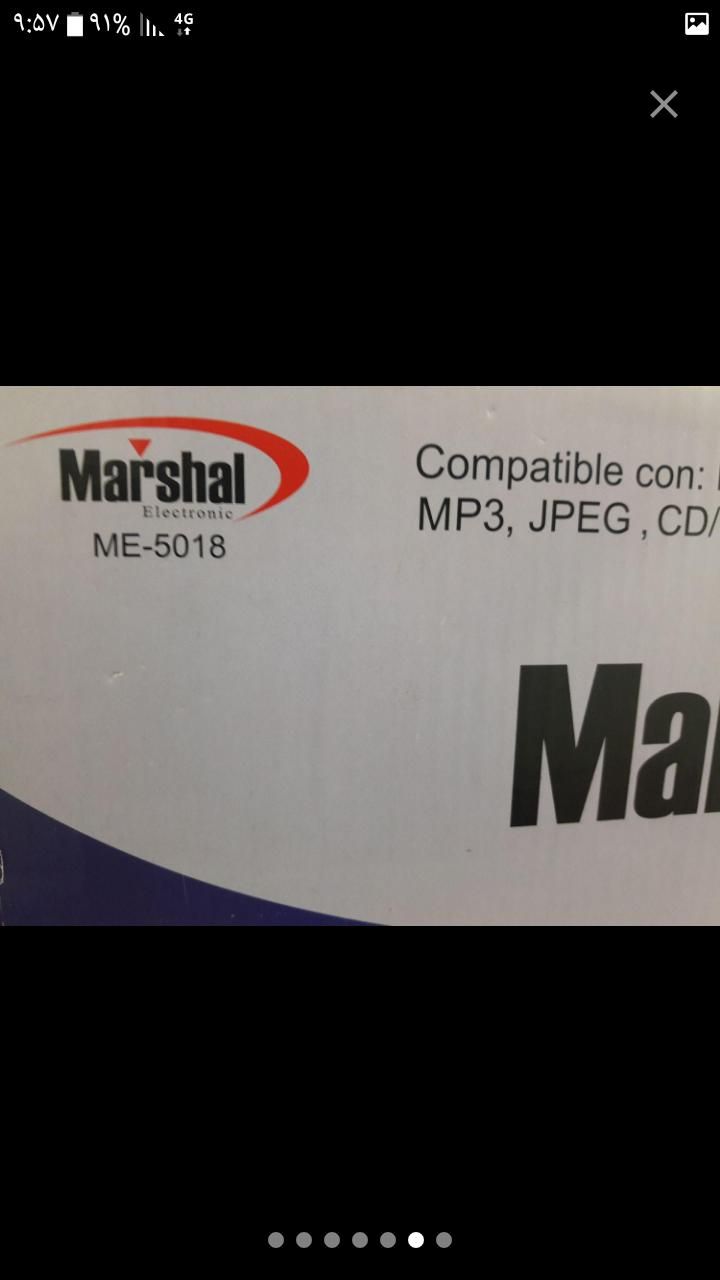 ۹:۵۷ ۹۱% 4G
Marshal
Electronic
ME-5018
Compatible con:
MP3, JPEG , CD/
Ma